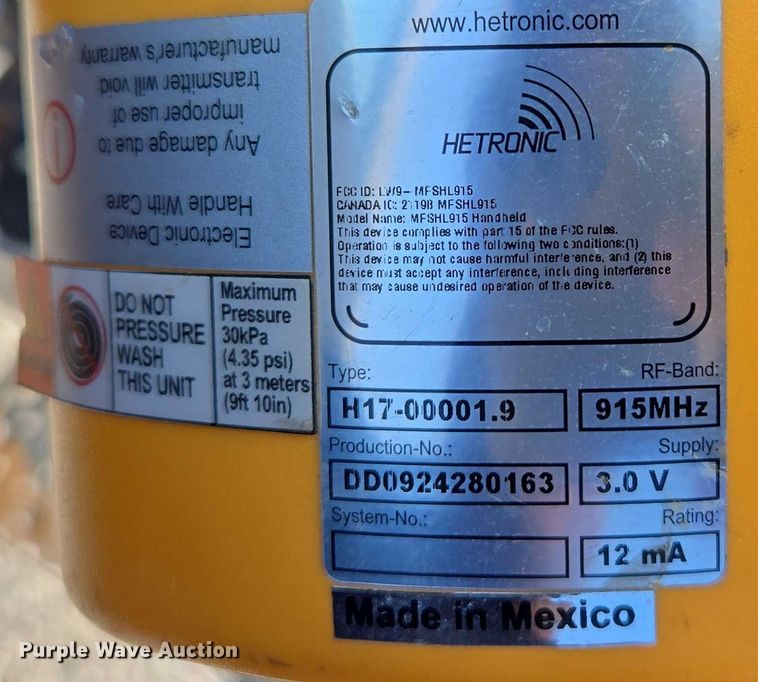 www.hetronic.com
HETRONIC
FCC ID: LW9- MFSHL915
CANADA IC: 2119B MFSHL915
Model Name: MFSHL915 Handheld
This device complies with part 15 of the FCC rules.
Operation is subject to the following two conditions:(1)
This device may not cause harmful interference, and (2) this
device must accept any interference, including interference
that may cause undesired operation of the device.
Type:
RF-Band:
H17-00001.9
915MHz
Production-No.:
Supply:
DD0924280163
3.0 V
System-No.:
Rating:
12 mA
Made in Mexico
Electronic Device
Handle With Care
Any damage due to
improper use of
transmitter will void
manufacturer's warranty
DO NOT
PRESSURE
WASH
THIS UNIT
Maximum
Pressure
30kPa
(4.35 psi)
at 3 meters
(9ft 10in)
Purple Wave Auction